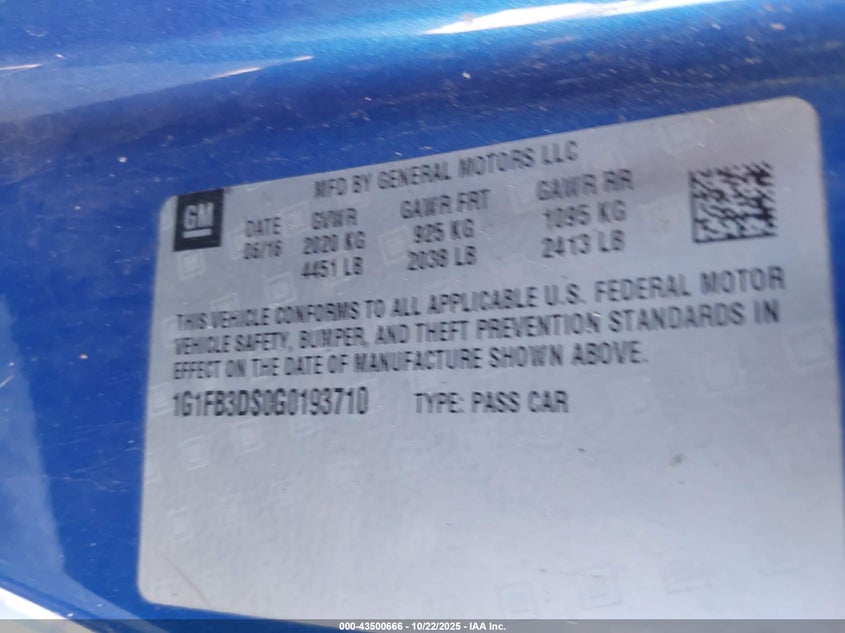 MFD BY GENERAL MOTORS LLC
GM
DATE GVWR GAWR FRT GAWR RR
06/16 2020 KG 925 KG 1095 KG
4451 LB 2038 LB 2413 LB
THIS VEHICLE CONFORMS TO ALL APPLICABLE U.S. FEDERAL MOTOR
VEHICLE SAFETY, BUMPER, AND THEFT PREVENTION STANDARDS IN
EFFECT ON THE DATE OF MANUFACTURE SHOWN ABOVE.
1G1FB3DS0G0193710 TYPE: PASS CAR
000-43500666 - 10/22/2025 - IAA Inc.